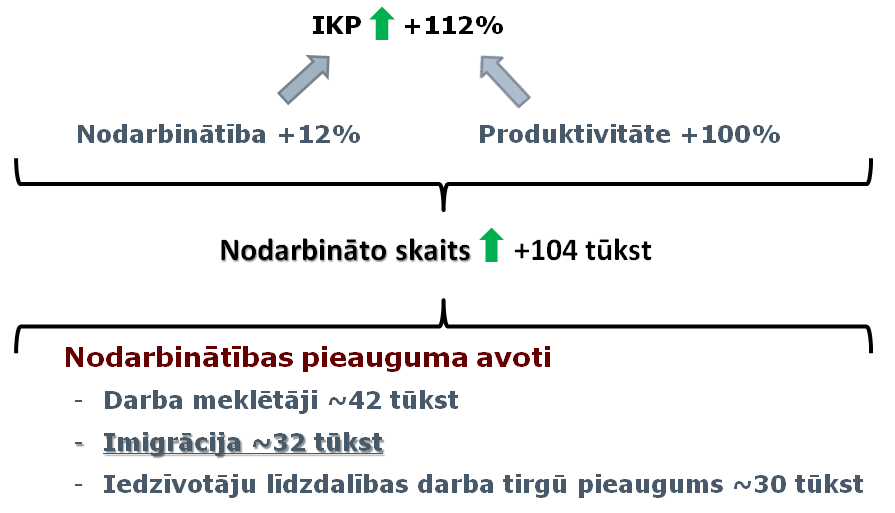 IKP +112%
Nodarbinātība +12% Produktivitāte +100%
Nodarbināto skaits +104 tūkst
Nodarbinātības pieauguma avoti
- Darba meklētāji ~42 tūkst
- Imigrācija ~32 tūkst
- Iedzīvotāju līdzdalības darba tirgū pieaugums ~30 tūkst